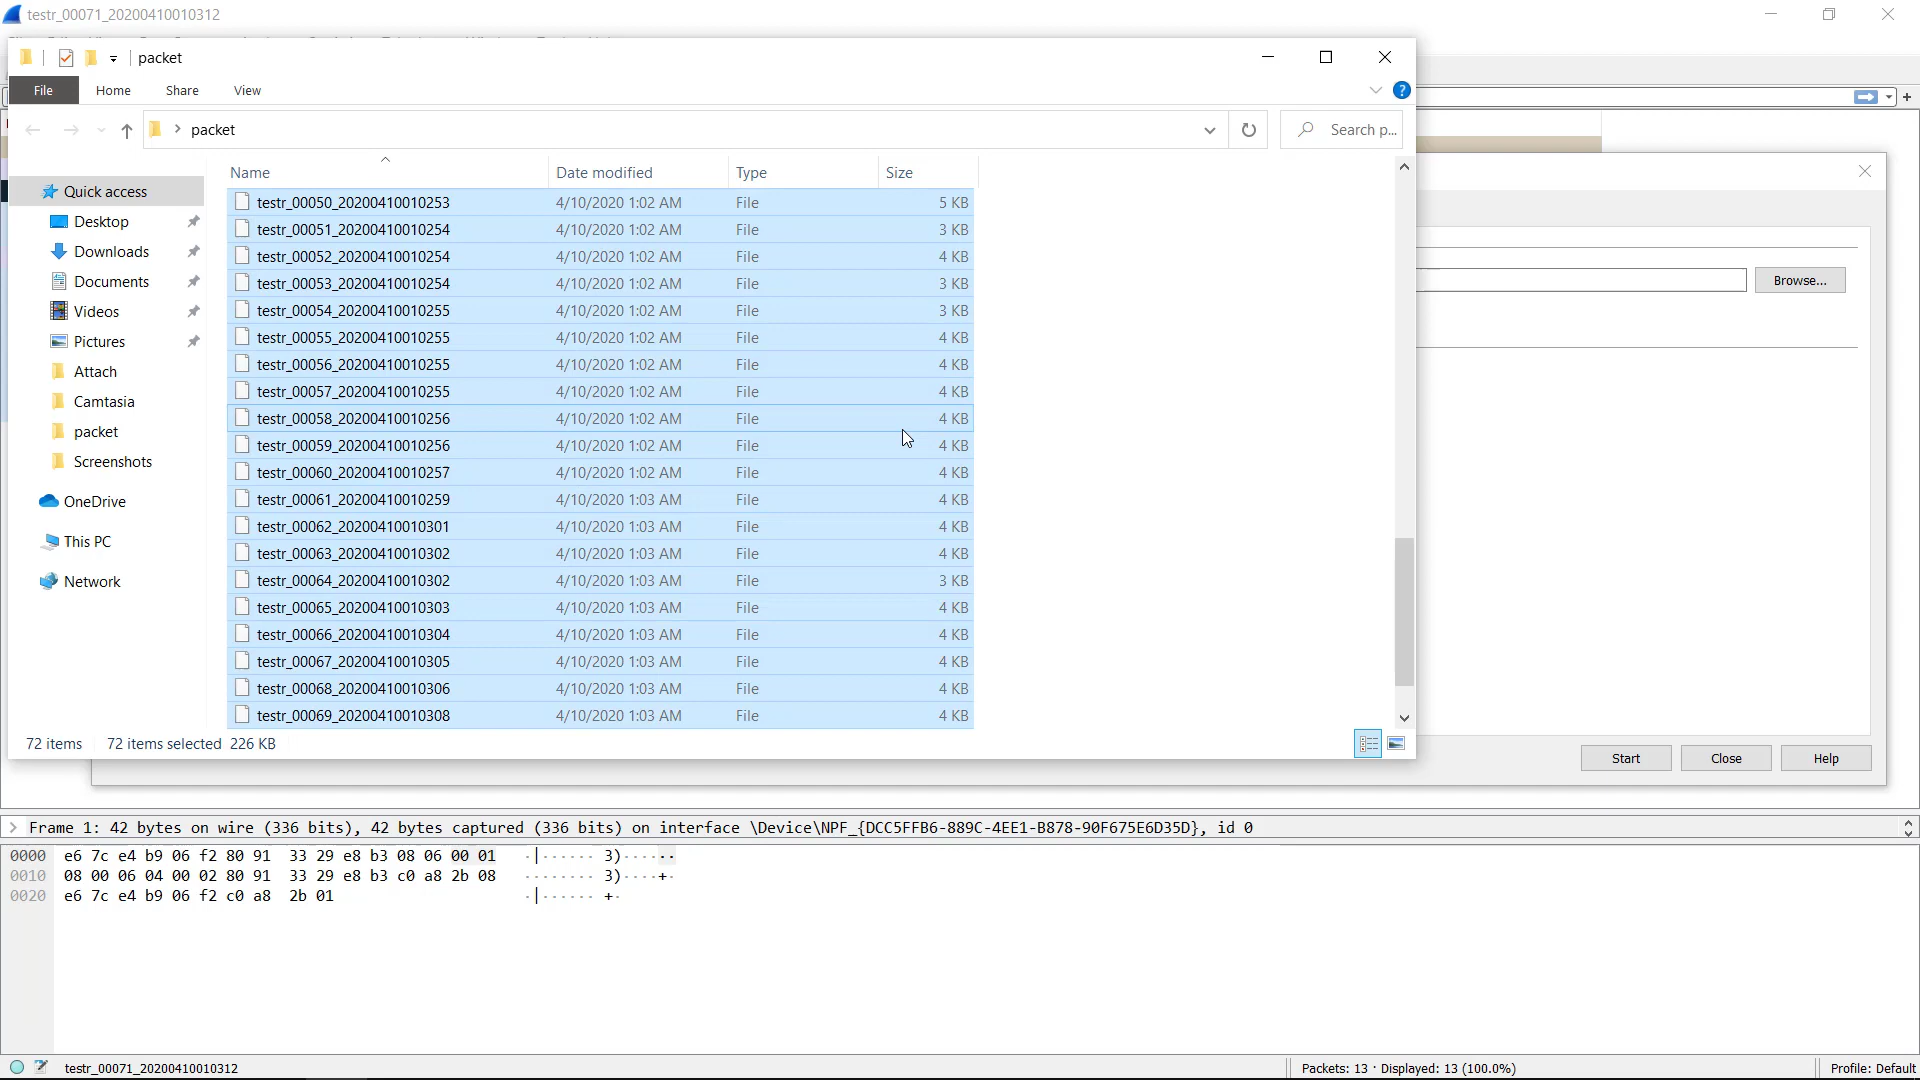 testr_00071_20200410010312
packet
File Home Share View
packet
Search p...
Name Date modified Type Size
Quick access
Desktop
Downloads
Documents
Videos
Pictures
Attach
Camtasia
packet
Screenshots
OneDrive
This PC
Network
testr_00050_20200410010253 4/10/2020 1:02 AM File 5 KB
testr_00051_20200410010254 4/10/2020 1:02 AM File 3 KB
testr_00052_20200410010254 4/10/2020 1:02 AM File 4 KB
testr_00053_20200410010254 4/10/2020 1:02 AM File 3 KB
testr_00054_20200410010255 4/10/2020 1:02 AM File 3 KB
testr_00055_20200410010255 4/10/2020 1:02 AM File 4 KB
testr_00056_20200410010255 4/10/2020 1:02 AM File 4 KB
testr_00057_20200410010255 4/10/2020 1:02 AM File 4 KB
testr_00058_20200410010256 4/10/2020 1:02 AM File 4 KB
testr_00059_20200410010256 4/10/2020 1:02 AM File 4 KB
testr_00060_20200410010257 4/10/2020 1:02 AM File 4 KB
testr_00061_20200410010259 4/10/2020 1:03 AM File 4 KB
testr_00062_20200410010301 4/10/2020 1:03 AM File 4 KB
testr_00063_20200410010302 4/10/2020 1:03 AM File 4 KB
testr_00064_20200410010302 4/10/2020 1:03 AM File 3 KB
testr_00065_20200410010303 4/10/2020 1:03 AM File 4 KB
testr_00066_20200410010304 4/10/2020 1:03 AM File 4 KB
testr_00067_20200410010305 4/10/2020 1:03 AM File 4 KB
testr_00068_20200410010306 4/10/2020 1:03 AM File 4 KB
testr_00069_20200410010308 4/10/2020 1:03 AM File 4 KB
72 items 72 items selected 226 KB
Browse...
Start Close Help
Frame 1: 42 bytes on wire (336 bits), 42 bytes captured (336 bits) on interface \Device\NPF_{DCC5FFB6-889C-4EE1-B878-90F675E6D35D}, id 0
0000 e6 7c e4 b9 06 f2 80 91 33 29 e8 b3 08 06 00 01 ·|······ 3)······
0010 08 00 06 04 00 02 80 91 33 29 e8 b3 c0 a8 2b 08 ········ 3)····+·
0020 e6 7c e4 b9 06 f2 c0 a8 2b 01 ·|······ +·
testr_00071_20200410010312 Packets: 13 · Displayed: 13 (100.0%) Profile: Default